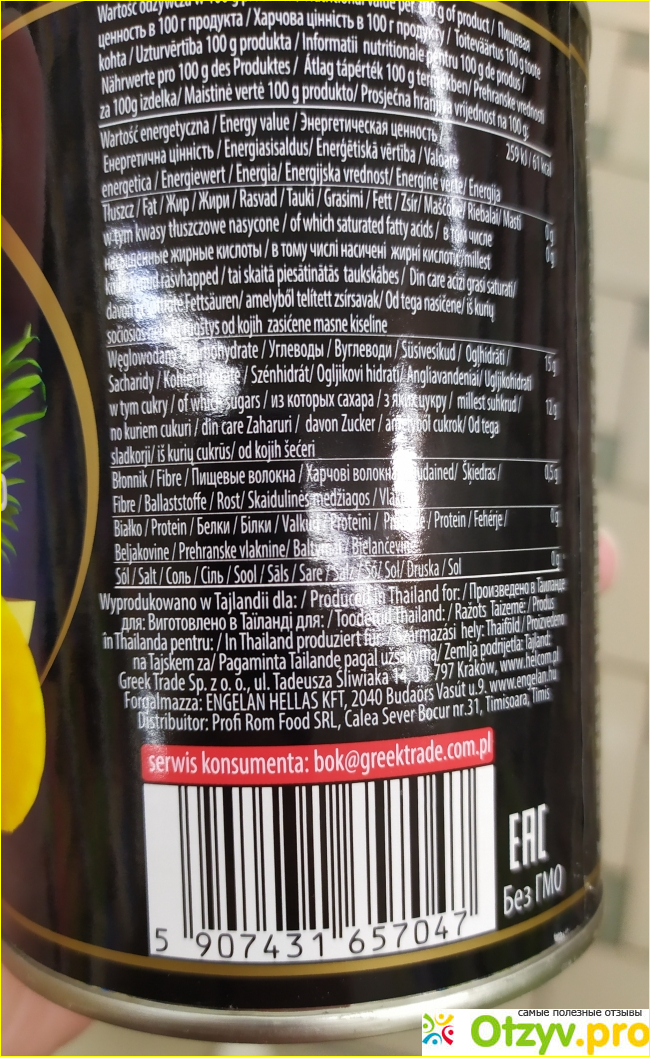 Wartość odżywcza w 100 g of product / Пищевая
ценность в 100 г продукта / Харчова цінність в 100 г продукту / Toiteväärtus 100 g toote
kohta / Uzturvērtība 100 g produkta / Informatii nutritionale pentru 100 g de produs /
Nährwerte pro 100 g des Produktes / Átlag tápérték 100 g termékben/ Prehranske vrednosti
za 100g izdelka/ Maistinė vertė 100 g produkto/ Prosječna hranjiva vrijednost na 100 g:
Wartość energetyczna / Energy value / Энергетическая ценность/ 259 kJ / 61 kcal
Енергетична цінність / Energiasisaldus/ Enerģētiskā vērtība / Valoare
energetica / Energiewert / Energia/ Energijska vrednost/ Energinė vertė/ Energija
Tłuszcz / Fat / Жир / Жири / Rasvad / Tauki / Grasimi / Fett / Zsír/ Maščobe/ Riebalai/ Masti 0 g
w tym kwasy tłuszczowe nasycone / of which saturated fatty acids / в том числе 0 g
насыщенные жирные кислоты / в тому числі насичені жирні кислоти/ millest
rasvhapped / tai skaitā piesātinātās taukskābes / Din care acizi grasi saturati/
davon Fettsäuren/ amelyből telített zsírsavak/ Od tega nasičene/ iš kurių
sočiosios od kojih zasićene masne kiseline
Węglowodany / Carbohydrate / Углеводы / Вуглеводи / Süsivesikud / Ogļhidrāti / 15 g
Sacharidy / Kohlenhydrate / Szénhidrát/ Ogljikovi hidrati/ Angliavandeniai/ Ugljikohidrati
w tym cukry / of which sugars / из которых сахара / з яких цукру / millest suhkrud / 12 g
no kuriem cukuri / din care Zaharuri / davon Zucker / amelyből cukrok/ Od tega
sladkorji/ iš kurių cukrūs/ od kojih šećeri
Błonnik / Fibre / Пищевые волокна / Харчові волокна / Kiudained/ Šķiedras / 0,5 g
Fibre / Ballaststoffe / Rost/ Skaidulinės medžiagos / Vlakna
Białko / Protein / Белки / Білки / Valkud / Proteini / / Protein / Fehérje / 0 g
Beljakovine / Prehranske vlaknine/ Baltymai/ Bjelancevine
Sól / Salt / Соль / Сіль / Sool / Sāls / Sare / Salz / Só/ Sol/ Druska / Sol 0 g
Wyprodukowano w Tajlandii dla: / Produced in Thailand for: / Произведено в Таиланде
для: Виготовлено в Таїланді для: / Toodetud Thailand: / Ražots Taizemē: / Produs
în Thailanda pentru: / In Thailand produziert für: / Származási hely: Thaiföld / Proizvedeno
na Tajskem za/ Pagaminta Tailande pagal užsakymą/ Zemlja podrijetla: Tajland:
Greek Trade Sp. z o. o., ul. Tadeusza Śliwiaka 14, 30-797 Kraków, www.helcom.pl
Forgalmazza: ENGELAN HELLAS KFT, 2040 Budaörs Vasút u.9. www.engelan.hu
Distribuitor: Profi Rom Food SRL, Calea Sever Bocur nr.31, Timisoara, Timis
serwis konsumenta: bok@greektrade.com.pl
EAC
Без ГМО
5 907431 657047
самые полезные отзывы
Otzyv.pro